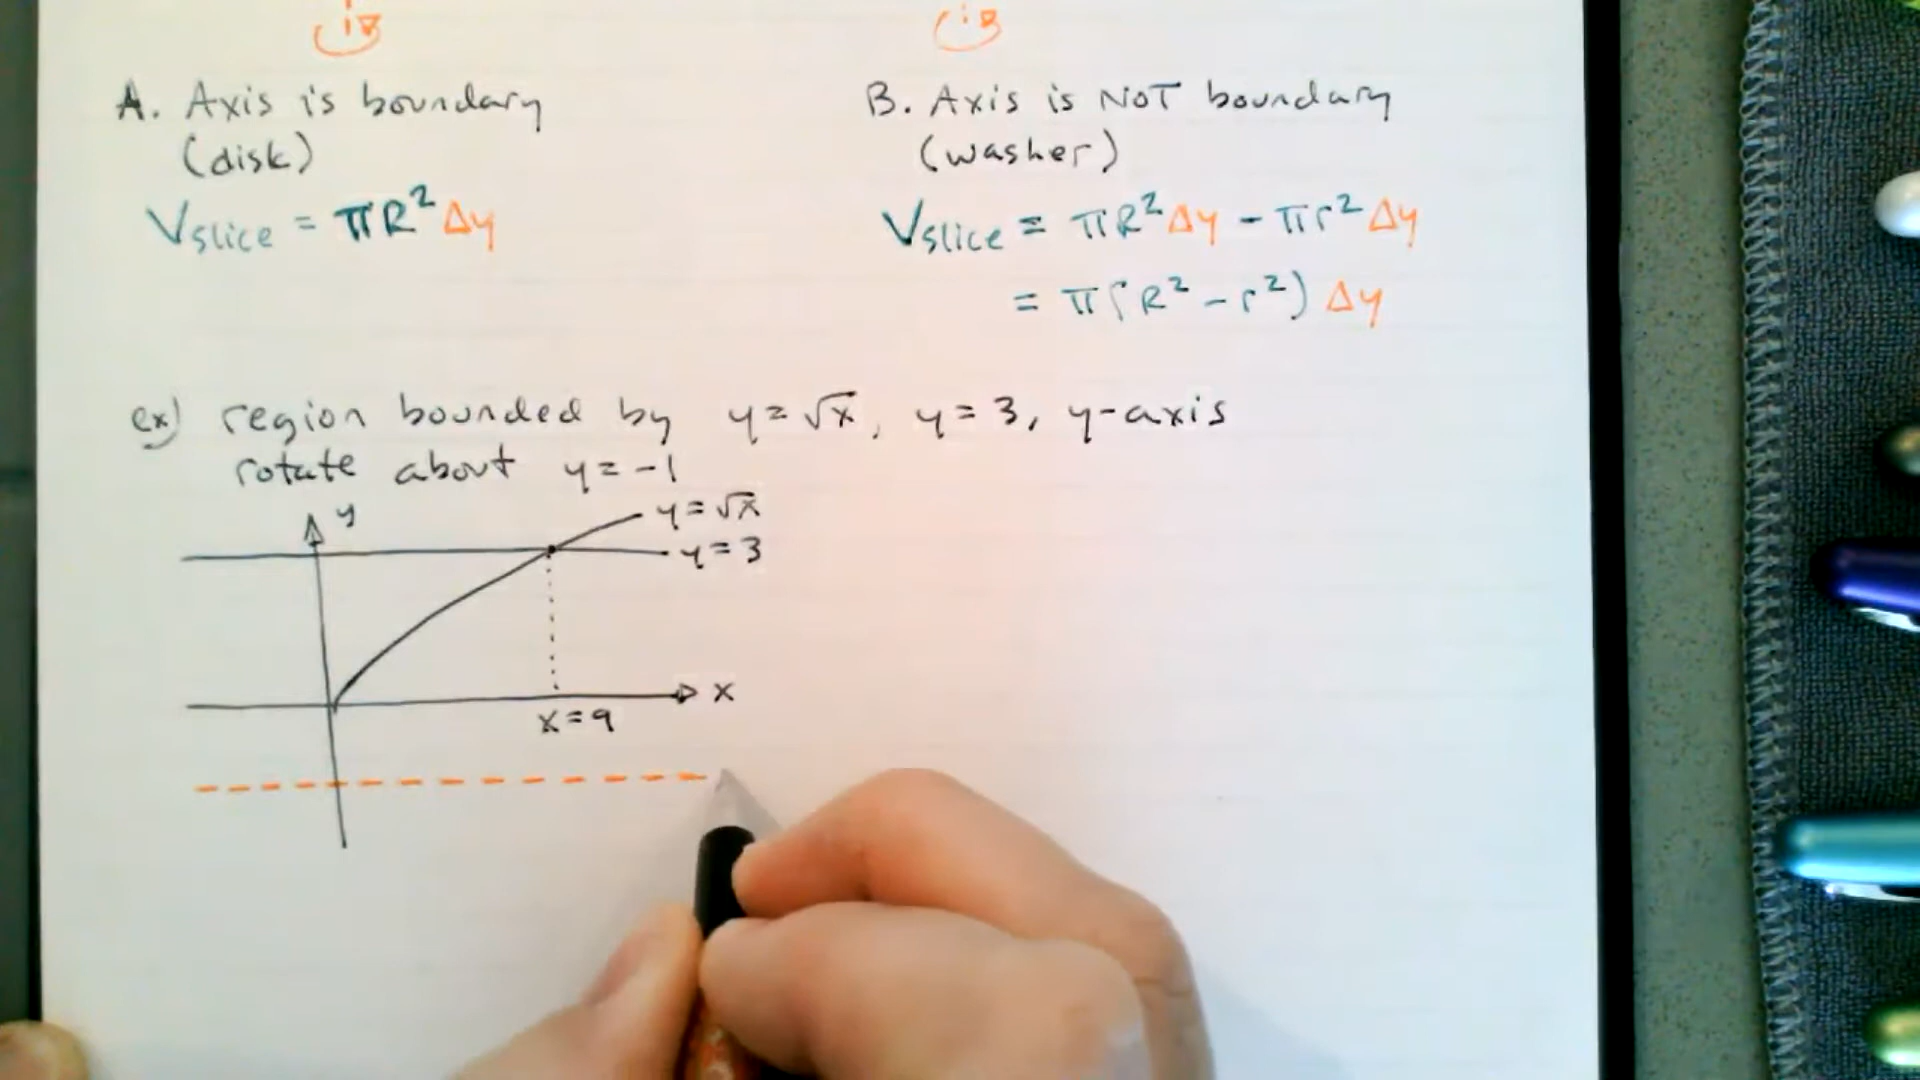 A. Axis is boundary
(disk)
Vslice = πR² Δy
B. Axis is NOT boundary
(washer)
Vslice = πR² Δy - πr² Δy
= π(R² - r²) Δy
ex) region bounded by y = √x, y = 3, y-axis
rotate about y = -1
y
y = √x
y = 3
x
x = 9